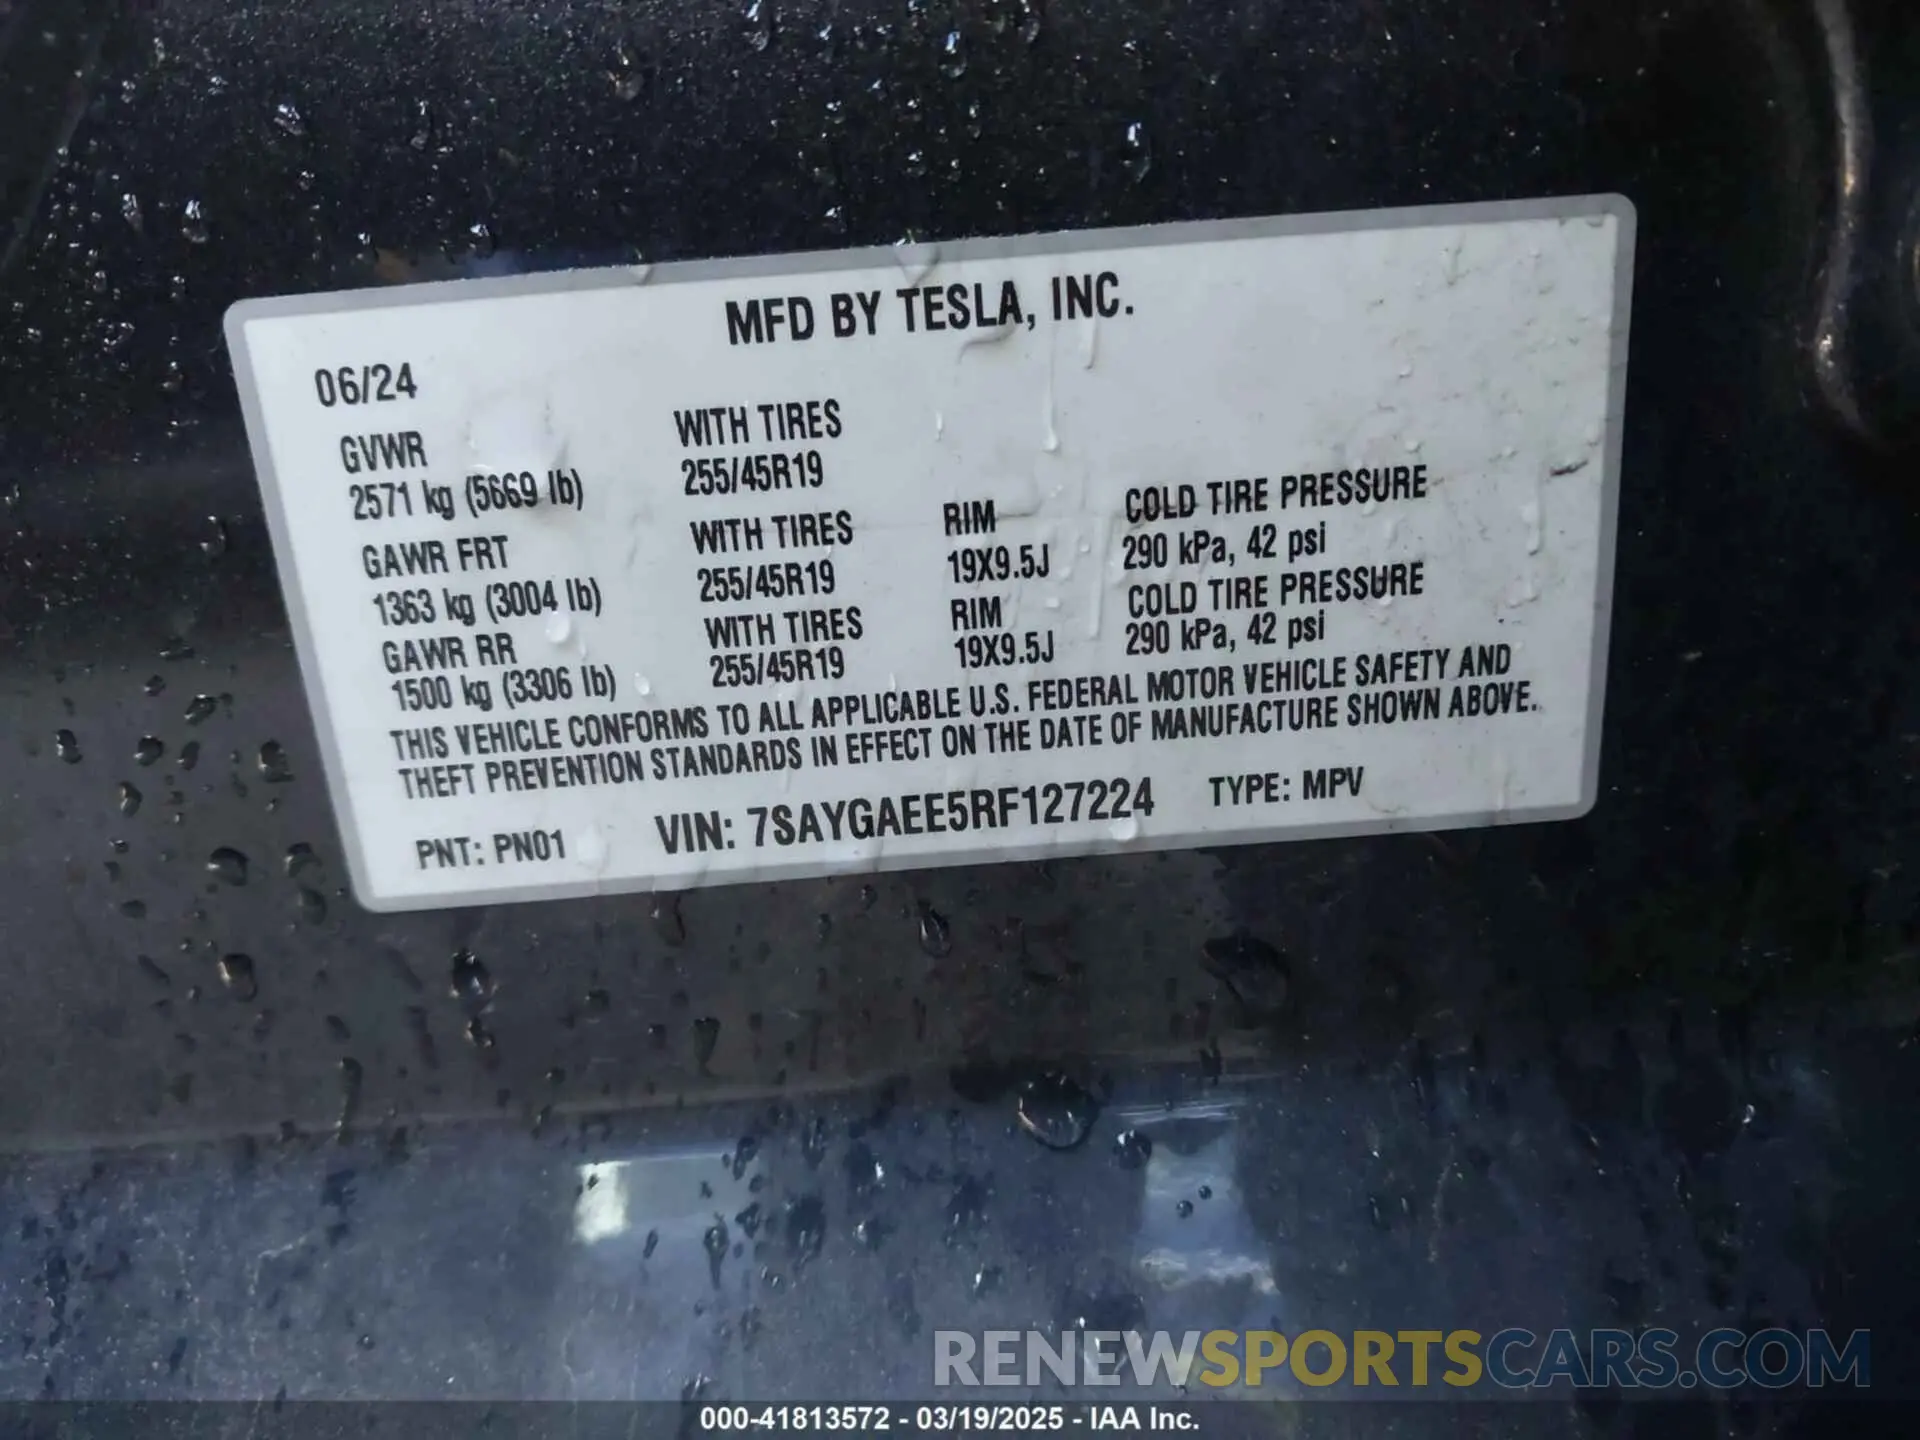 MFD BY TESLA, INC.
06/24
GVWR WITH TIRES
2571 kg (5669 lb) 255/45R19
GAWR FRT WITH TIRES RIM COLD TIRE PRESSURE
1363 kg (3004 lb) 255/45R19 19X9.5J 290 kPa, 42 psi
GAWR RR WITH TIRES RIM COLD TIRE PRESSURE
1500 kg (3306 lb) 255/45R19 19X9.5J 290 kPa, 42 psi
THIS VEHICLE CONFORMS TO ALL APPLICABLE U.S. FEDERAL MOTOR VEHICLE SAFETY AND
THEFT PREVENTION STANDARDS IN EFFECT ON THE DATE OF MANUFACTURE SHOWN ABOVE.
PNT: PN01 VIN: 7SAYGAEE5RF127224 TYPE: MPV
RENEWSPORTSCARS.COM
000-41813572 - 03/19/2025 - IAA Inc.